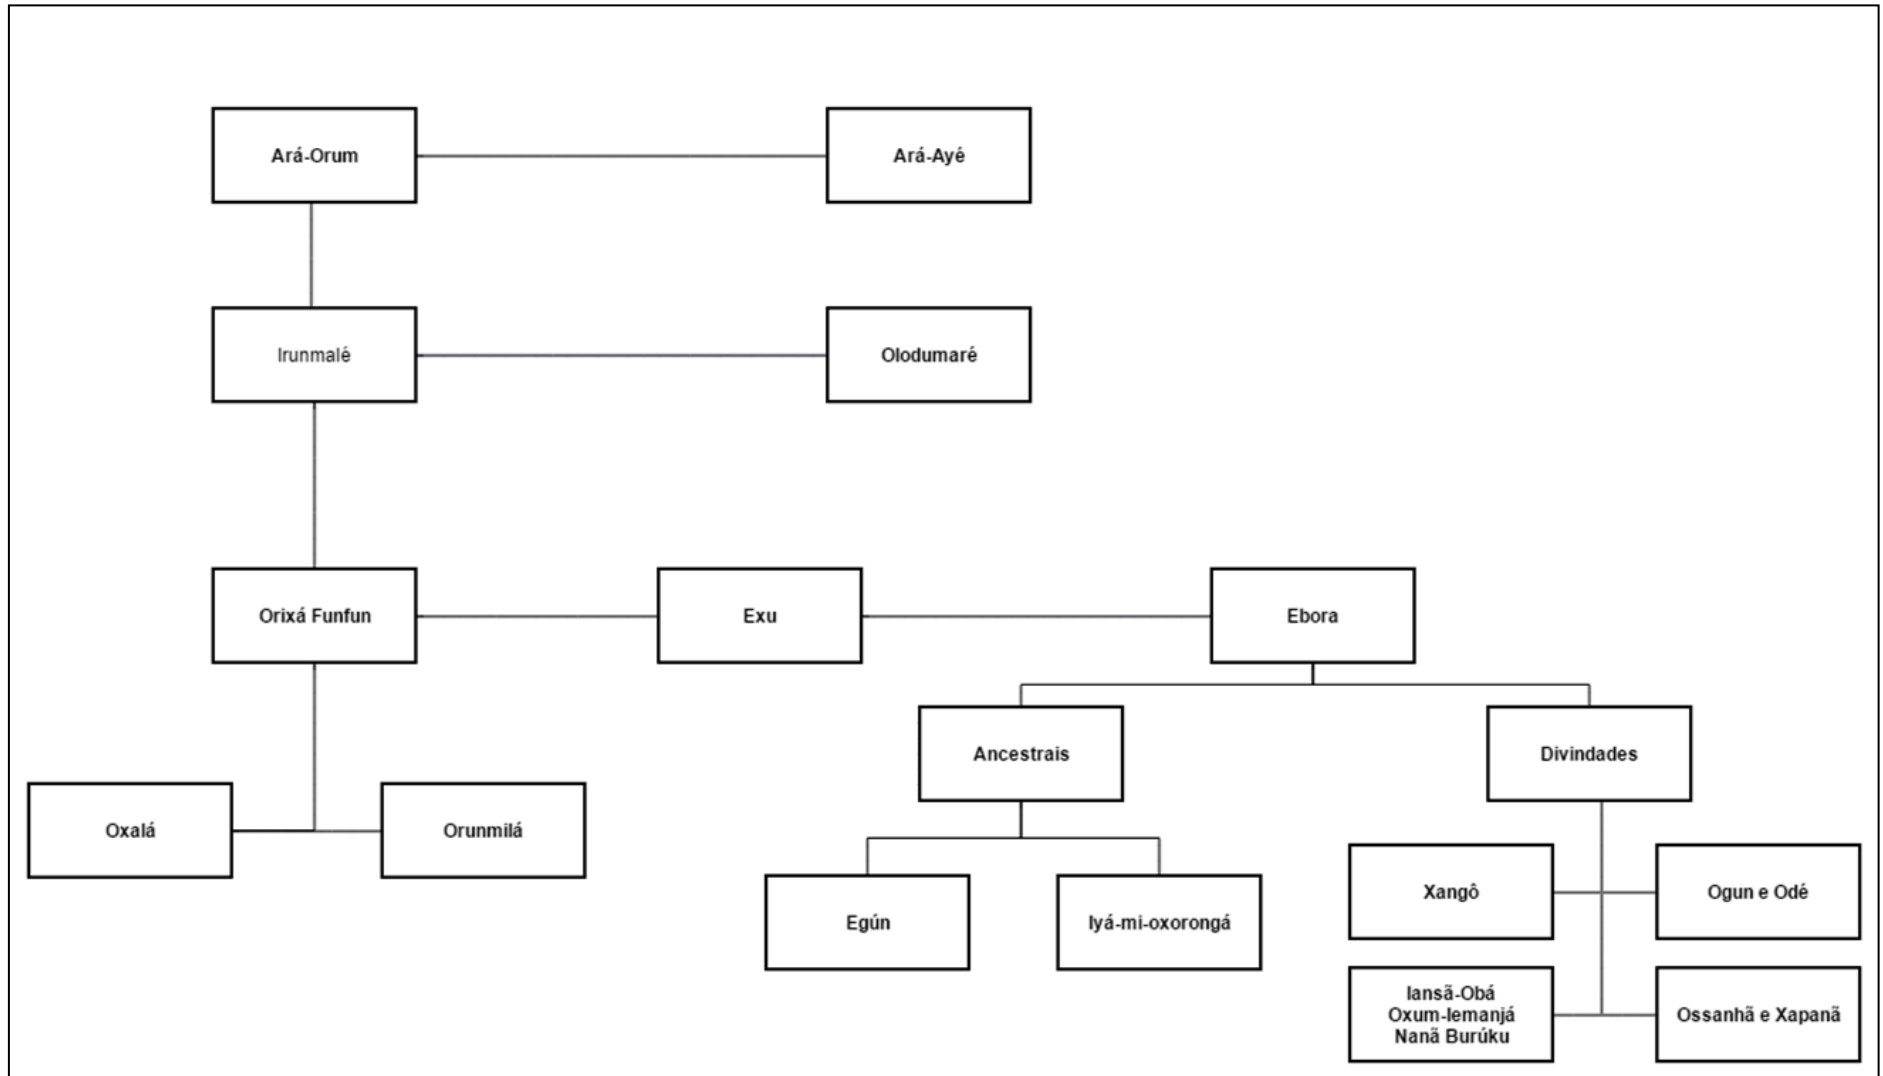 Ará-Orum
Ará-Ayé
Irunmalé
Olodumaré
Orixá Funfun
Exu
Ebora
Ancestrais
Divindades
Oxalá
Orunmilá
Egún
Iyá-mi-oxorongá
Xangô
Ogun e Odé
Iansã-Obá
Oxum-Iemanjá
Nanã Burúku
Ossanhã e Xapanã